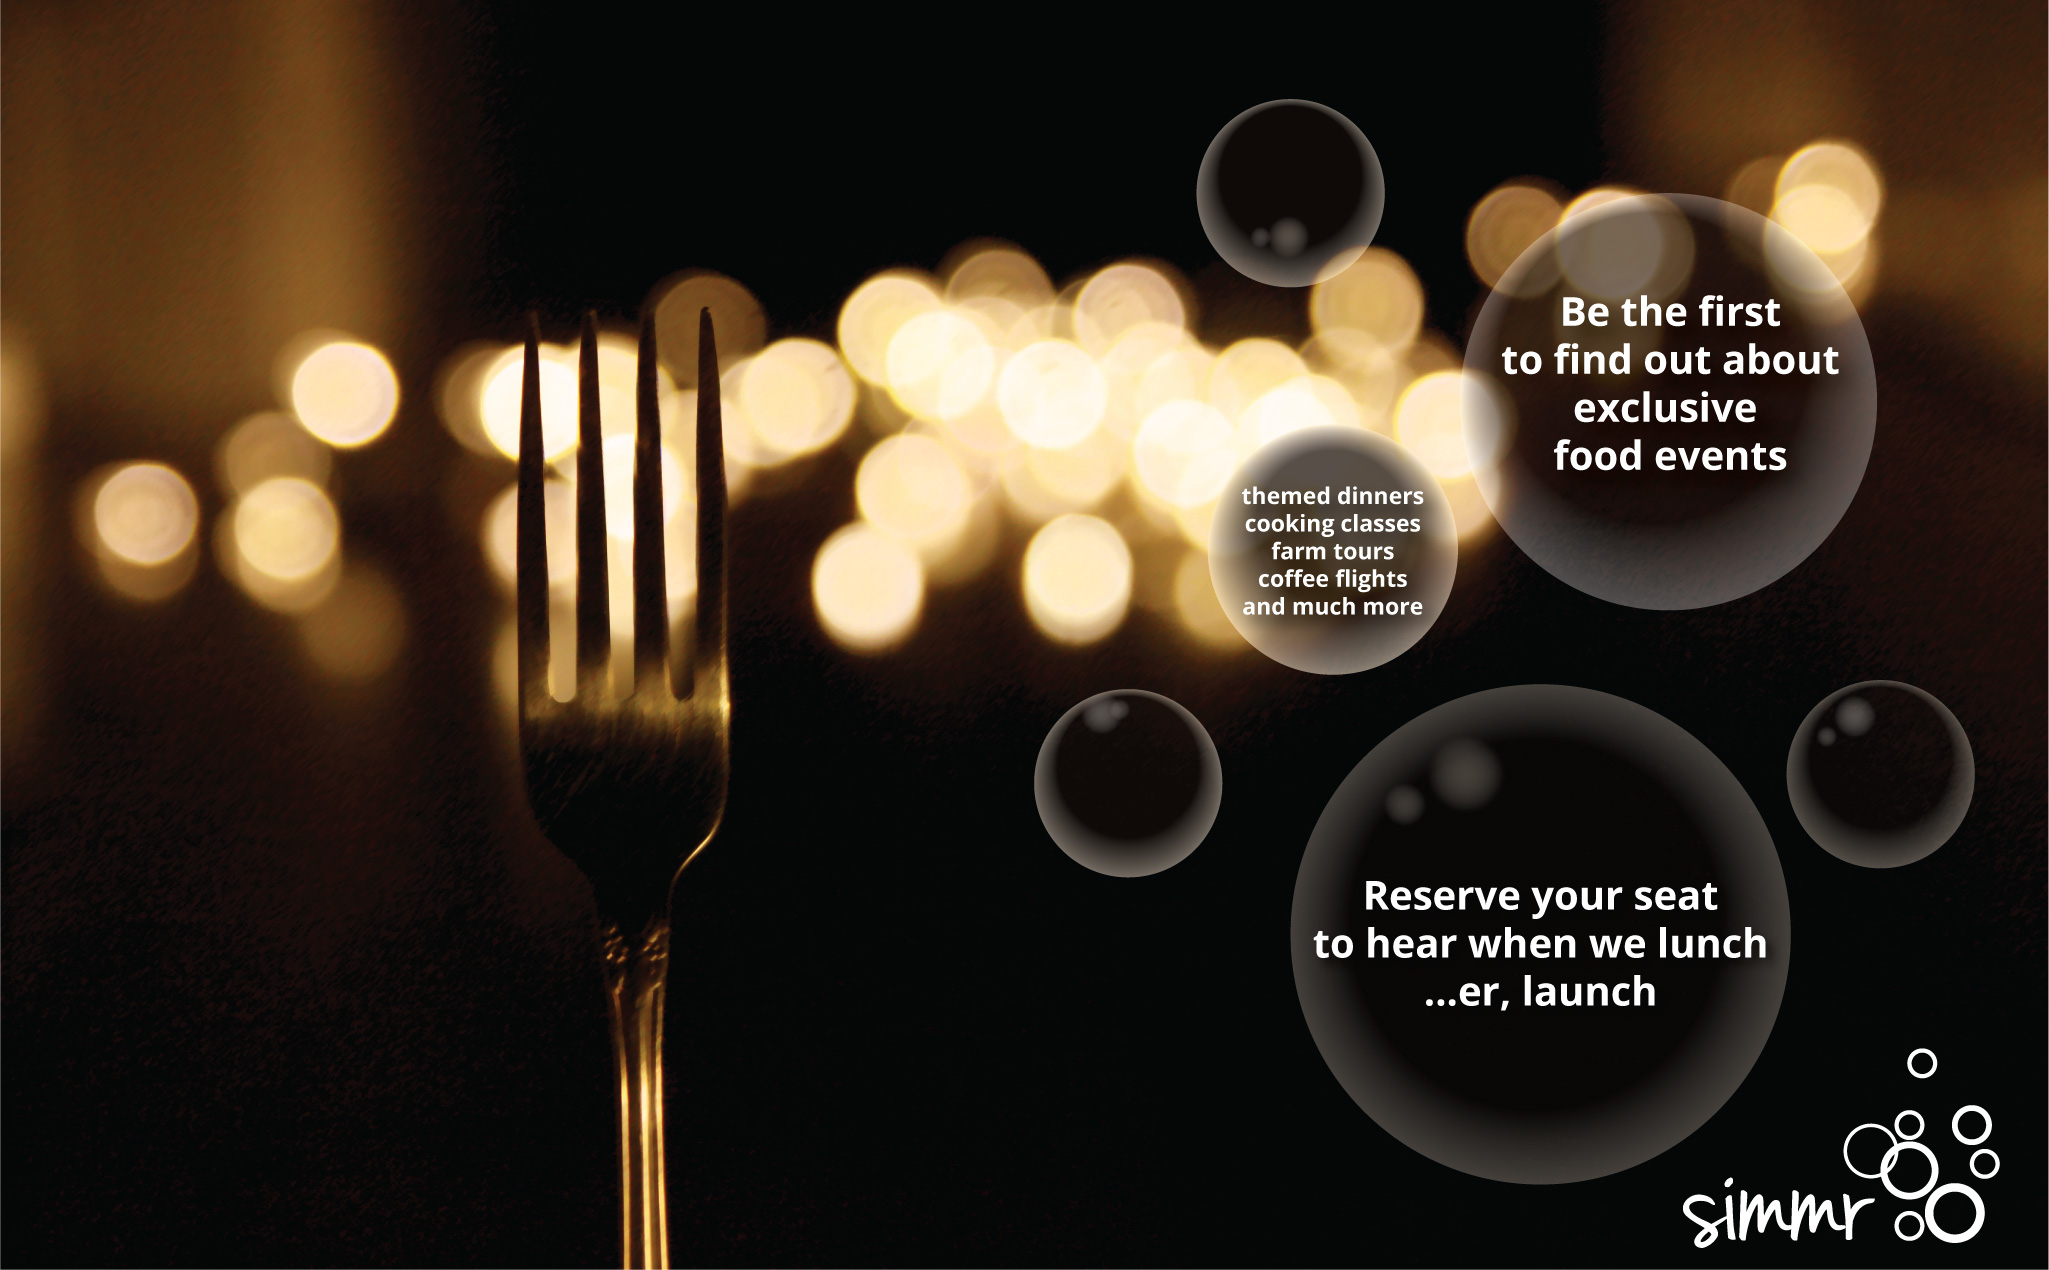 Be the first
to find out about
exclusive
food events
themed dinners
cooking classes
farm tours
coffee flights
and much more
Reserve your seat
to hear when we lunch
...er, launch
simmr